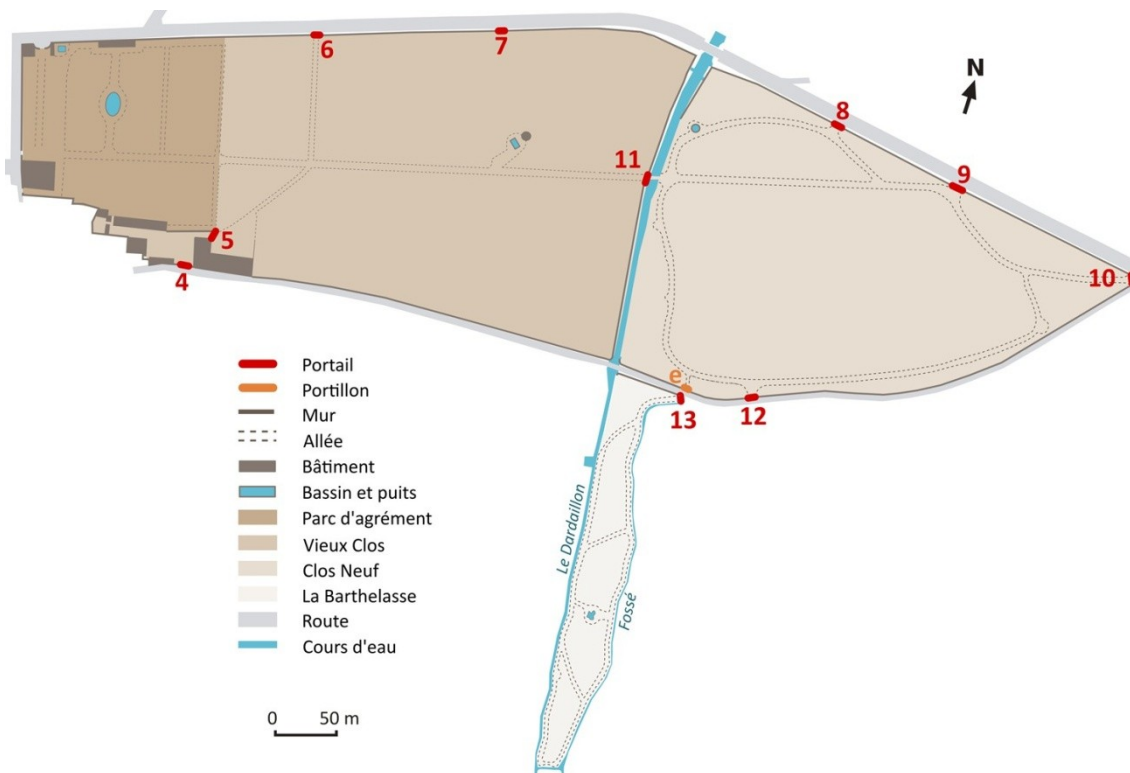 6
7
N
8
11
9
5
4
10
e
13
12
Portail
Portillon
Mur
Allée
Bâtiment
Bassin et puits
Parc d'agrément
Vieux Clos
Clos Neuf
La Barthelasse
Route
Cours d'eau
Le Dardaillon
Fossé
0 50 m